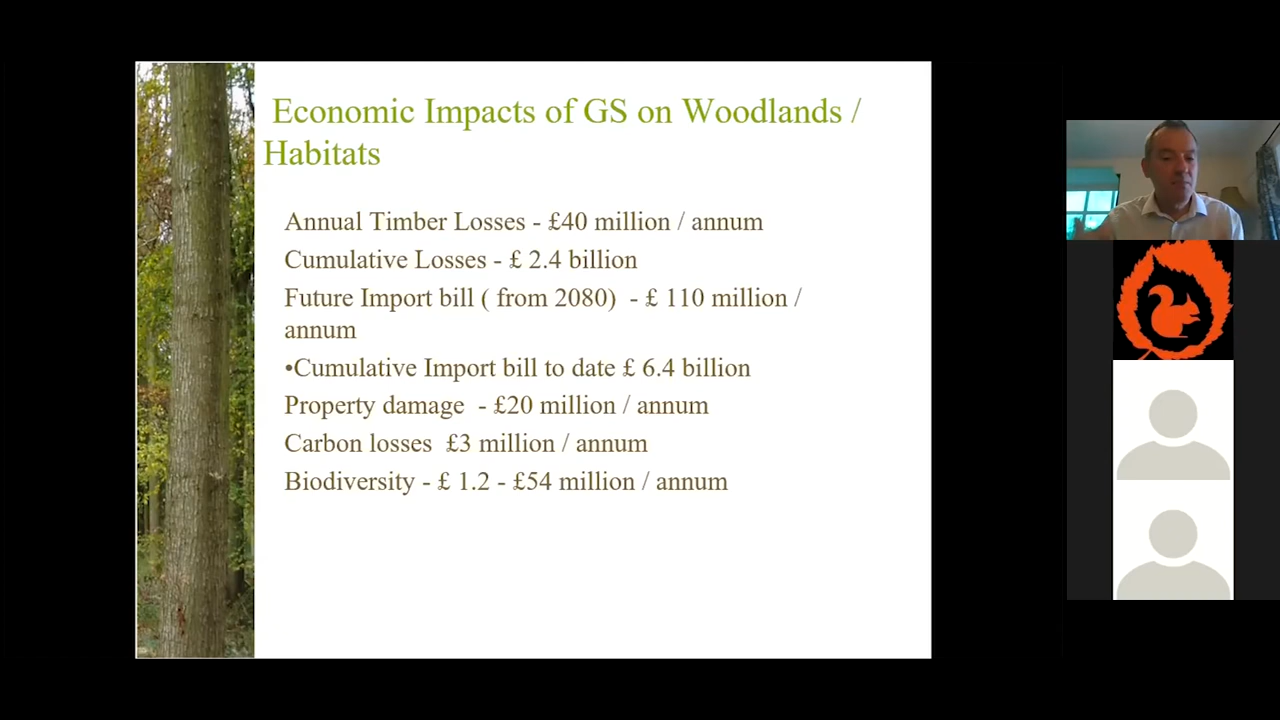 Economic Impacts of GS on Woodlands /
Habitats
Annual Timber Losses - £40 million / annum
Cumulative Losses - £ 2.4 billion
Future Import bill ( from 2080)  - £ 110 million /
annum
•Cumulative Import bill to date £ 6.4 billion
Property damage  - £20 million / annum
Carbon losses  £3 million / annum
Biodiversity - £ 1.2 - £54 million / annum